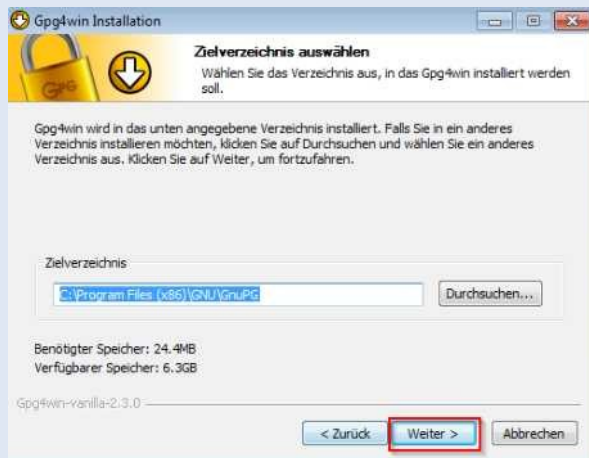 Gpg4win Installation
Zielverzeichnis auswählen
Wählen Sie das Verzeichnis aus, in das Gpg4win installiert werden
soll.
GPG
Gpg4win wird in das unten angegebene Verzeichnis installiert. Falls Sie in ein anderes
Verzeichnis installieren möchten, klicken Sie auf Durchsuchen und wählen Sie ein anderes
Verzeichnis aus. Klicken Sie auf Weiter, um fortzufahren.
Zielverzeichnis
C:\Program Files (x86)\GNU\GnuPG
Durchsuchen...
Benötigter Speicher: 24.4MB
Verfügbarer Speicher: 6.3GB
Gpg4win-vanilla-2.3.0
< Zurück
Weiter >
Abbrechen